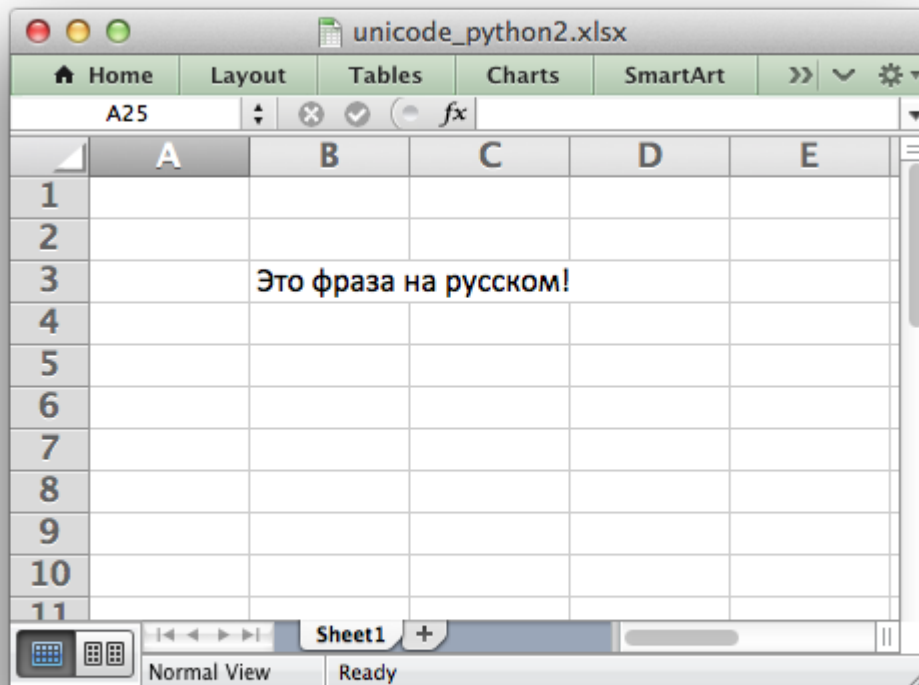 unicode_python2.xlsx
Home Layout Tables Charts SmartArt
A25 fx
A B C D E
1
2
3 Это фраза на русском!
4
5
6
7
8
9
10
11
Sheet1
Normal View Ready